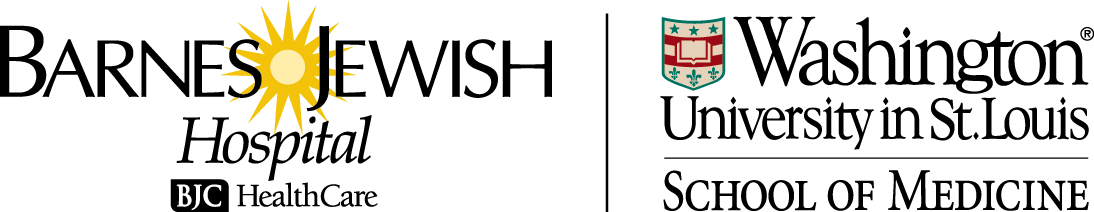 BARNES JEWISH
Hospital
BJC HealthCare
Washington®
University in St. Louis
SCHOOL OF MEDICINE